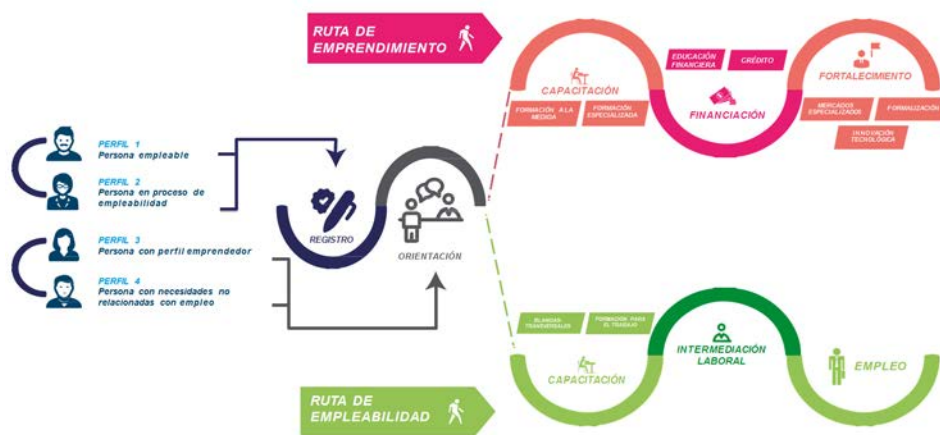 RUTA DE
EMPRENDIMIENTO
CAPACITACIÓN
FORMACIÓN A LA
MEDIDA
FORMACIÓN
ESPECIALIZADA
EDUCACIÓN
FINANCIERA
CRÉDITO
FINANCIACIÓN
FORTALECIMIENTO
MERCADOS
ESPECIALIZADOS
FORMALIZACIÓN
INNOVACIÓN
TECNOLÓGICA
PERFIL 1
Persona empleable
PERFIL 2
Persona en proceso de
empleabilidad
PERFIL 3
Persona con perfil emprendedor
PERFIL 4
Persona con necesidades no
relacionadas con empleo
REGISTRO
ORIENTACIÓN
BLANDAS-
TRANSVERSALES
FORMACIÓN PARA
EL TRABAJO
CAPACITACIÓN
INTERMEDIACIÓN
LABORAL
EMPLEO
RUTA DE
EMPLEABILIDAD